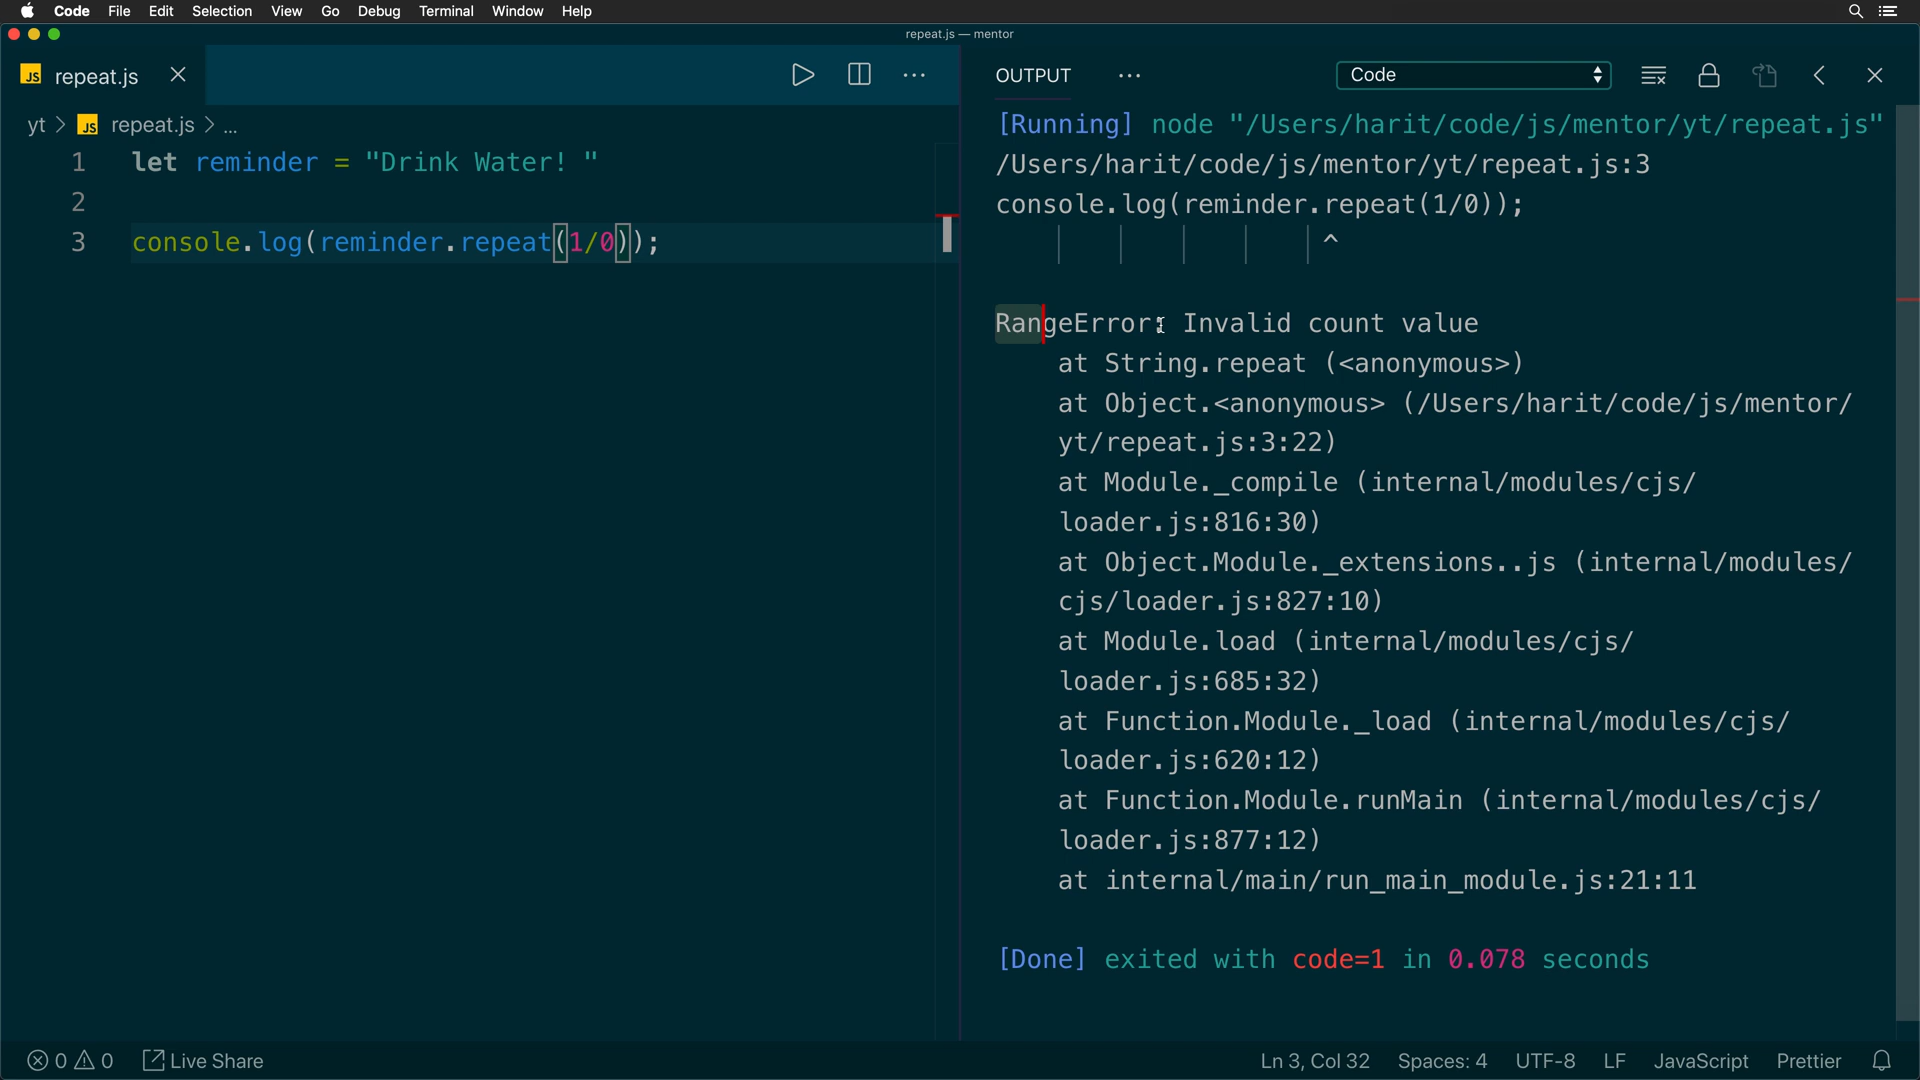 Code File Edit Selection View Go Debug Terminal Window Help
repeat.js — mentor
JS repeat.js
yt > JS repeat.js > ...
1 let reminder = "Drink Water! "
2
3 console.log(reminder.repeat(1/0));
OUTPUT ··· Code
[Running] node "/Users/harit/code/js/mentor/yt/repeat.js"
/Users/harit/code/js/mentor/yt/repeat.js:3
console.log(reminder.repeat(1/0));
^
RangeError: Invalid count value
at String.repeat (<anonymous>)
at Object.<anonymous> (/Users/harit/code/js/mentor/
yt/repeat.js:3:22)
at Module._compile (internal/modules/cjs/
loader.js:816:30)
at Object.Module._extensions..js (internal/modules/
cjs/loader.js:827:10)
at Module.load (internal/modules/cjs/
loader.js:685:32)
at Function.Module._load (internal/modules/cjs/
loader.js:620:12)
at Function.Module.runMain (internal/modules/cjs/
loader.js:877:12)
at internal/main/run_main_module.js:21:11
[Done] exited with code=1 in 0.078 seconds
0 0 Live Share Ln 3, Col 32 Spaces: 4 UTF-8 LF JavaScript Prettier